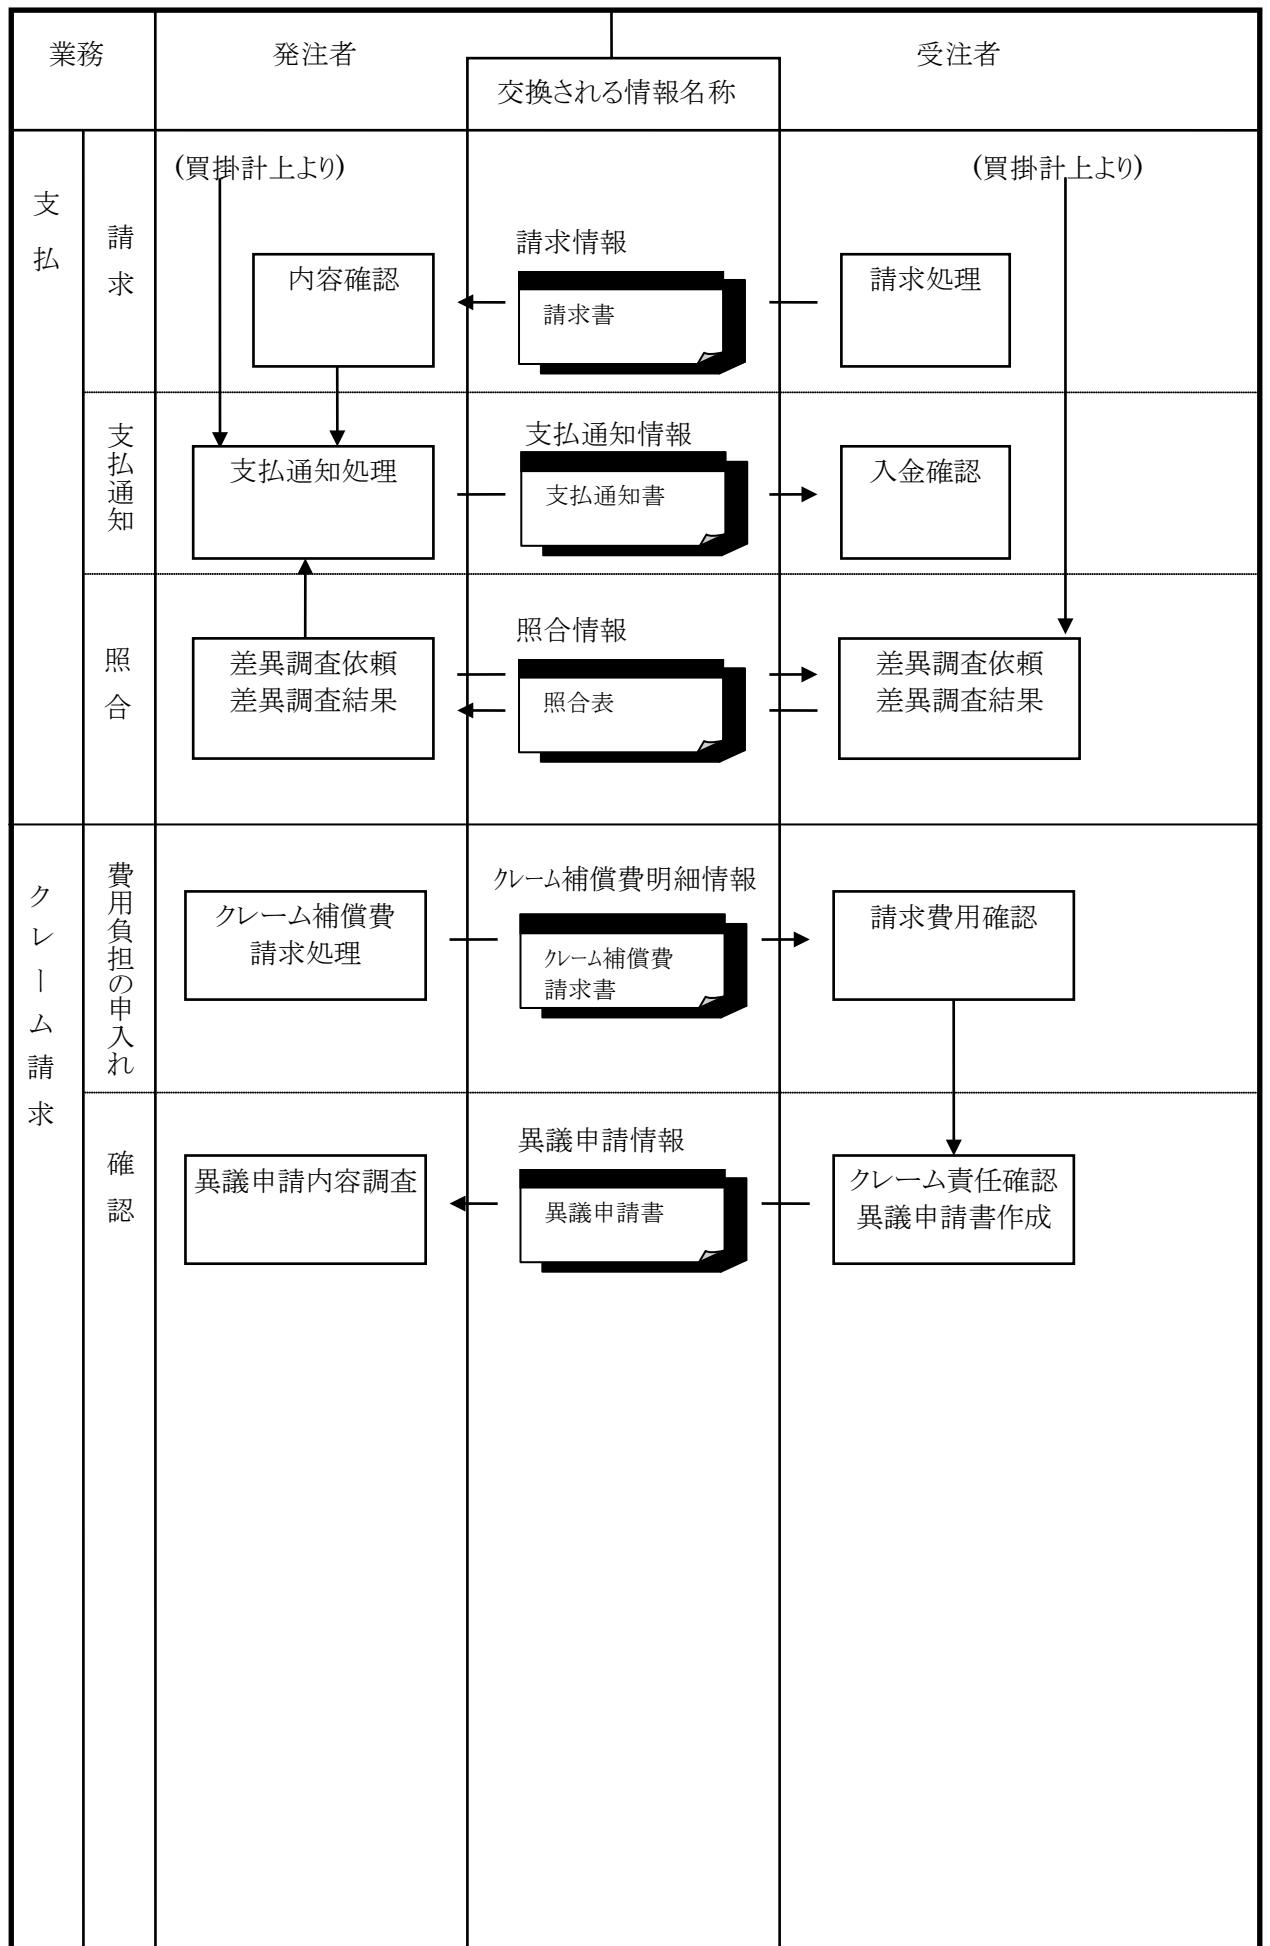 業務
発注者
受注者
交換される情報名称
支払
請求
(買掛計上より)
(買掛計上より)
請求情報
内容確認
請求書
請求処理
支払通知
支払通知情報
支払通知処理
支払通知書
入金確認
照合
照合情報
差異調査依頼
差異調査結果
照合表
差異調査依頼
差異調査結果
クレーム請求
費用負担の申入れ
クレーム補償費明細情報
クレーム補償費
請求処理
クレーム補償費
請求書
請求費用確認
確認
異議申請情報
異議申請内容調査
異議申請書
クレーム責任確認
異議申請書作成